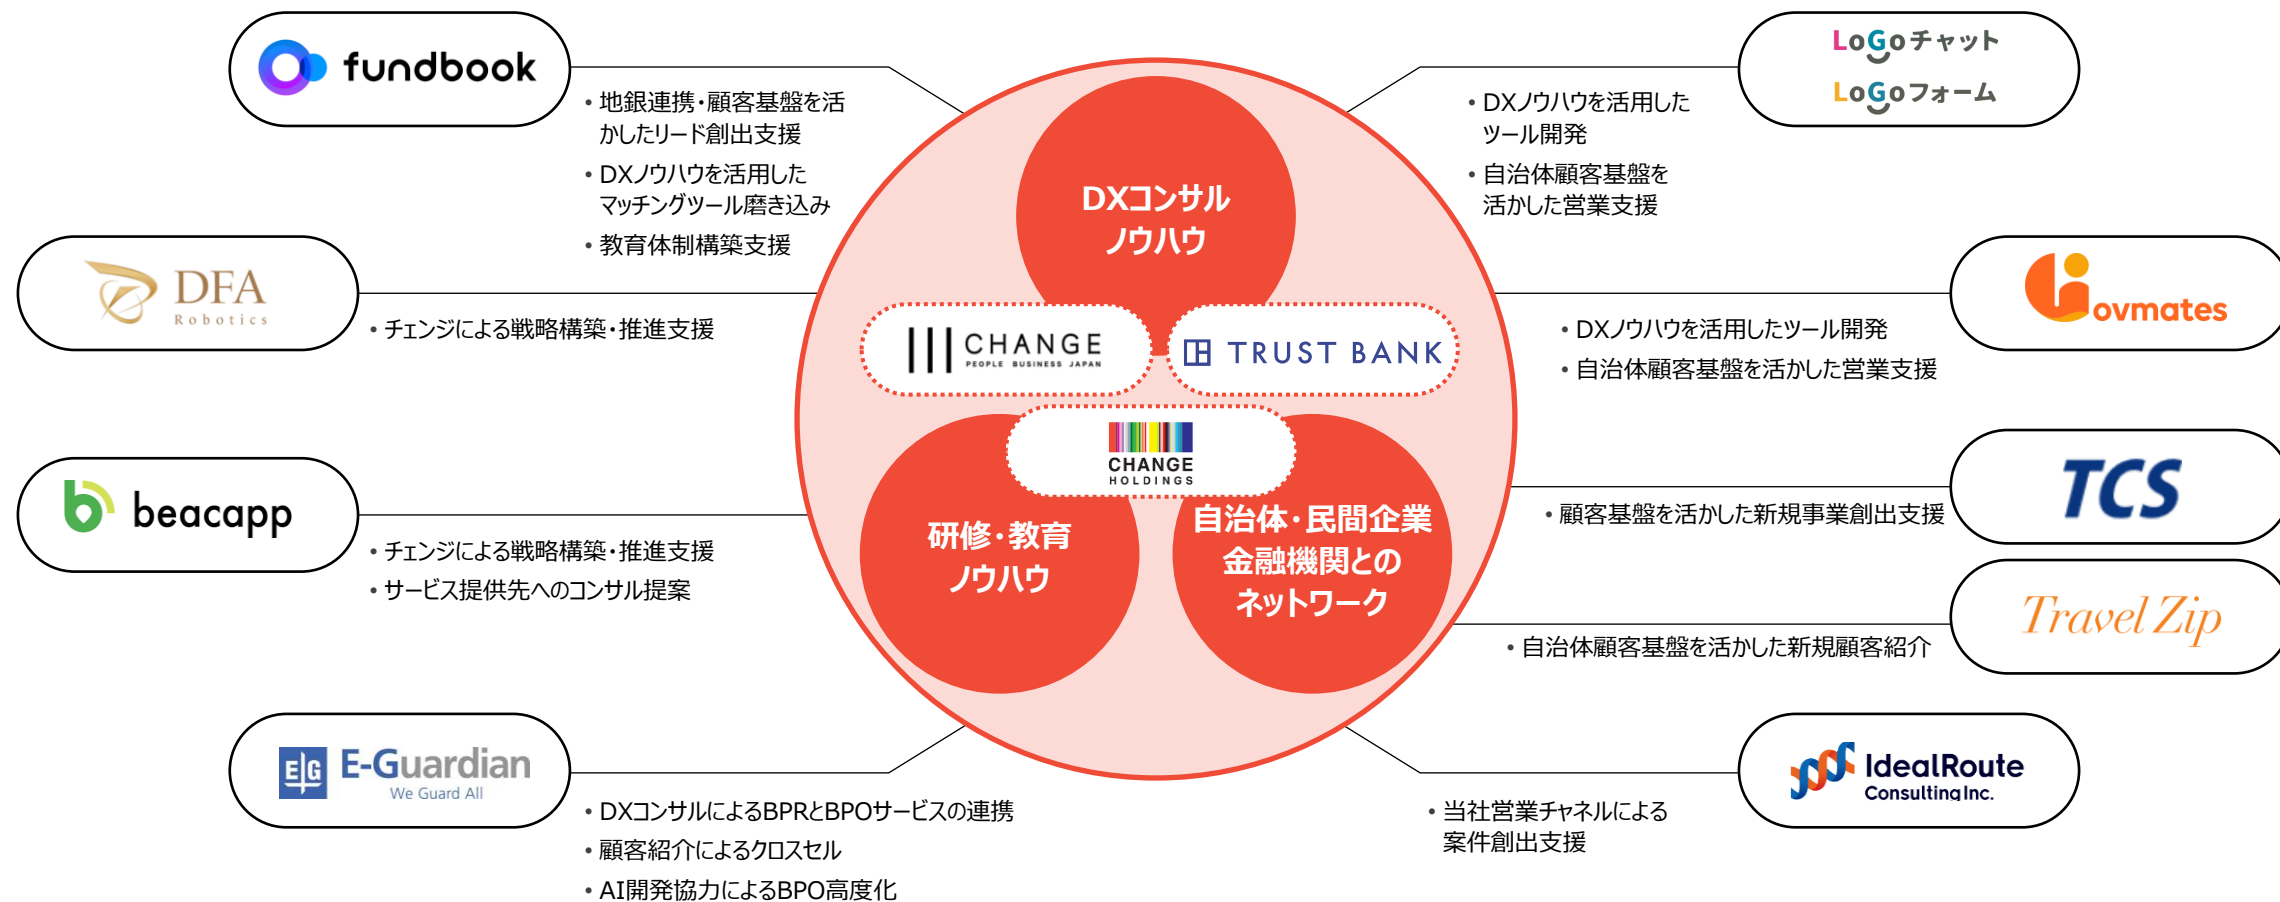 fundbook
・地銀連携・顧客基盤を活
かしたリード創出支援
・DXノウハウを活用した
マッチングツール磨き込み
・教育体制構築支援
DFA
Robotics
・チェンジによる戦略構築・推進支援
beacapp
・チェンジによる戦略構築・推進支援
・サービス提供先へのコンサル提案
E|G E-Guardian
We Guard All
・DXコンサルによるBPRとBPOサービスの連携
・顧客紹介によるクロスセル
・AI開発協力によるBPO高度化
DXコンサル
ノウハウ
CHANGE
PEOPLE BUSINESS JAPAN
TRUST BANK
CHANGE
HOLDINGS
研修・教育
ノウハウ
自治体・民間企業
金融機関との
ネットワーク
LoGoチャット
LoGoフォーム
・DXノウハウを活用した
ツール開発
・自治体顧客基盤を
活かした営業支援
Govmates
・DXノウハウを活用したツール開発
・自治体顧客基盤を活かした営業支援
TCS
・顧客基盤を活かした新規事業創出支援
Travel Zip
・自治体顧客基盤を活かした新規顧客紹介
IdealRoute
Consulting Inc.
・当社営業チャネルによる
案件創出支援